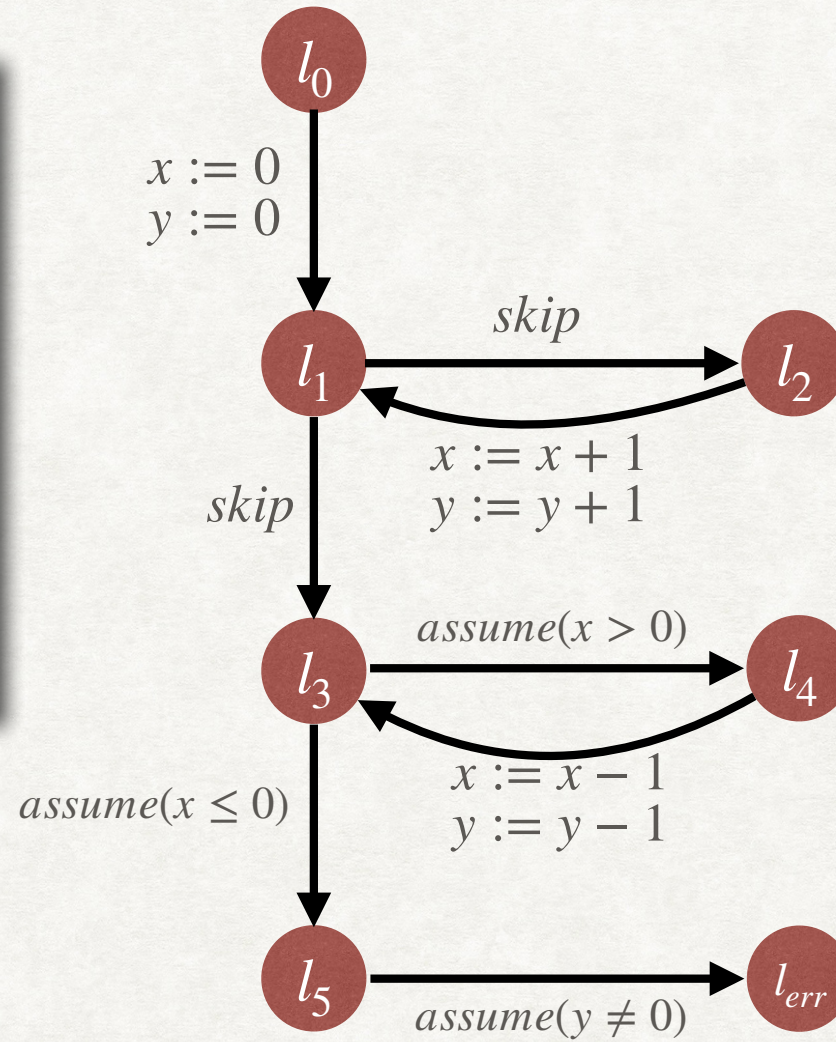 l₀
x := 0
y := 0
skip
l₁
l₂
x := x + 1
y := y + 1
skip
assume(x > 0)
l₃
l₄
x := x − 1
y := y − 1
assume(x ≤ 0)
l₅
l_err
assume(y ≠ 0)